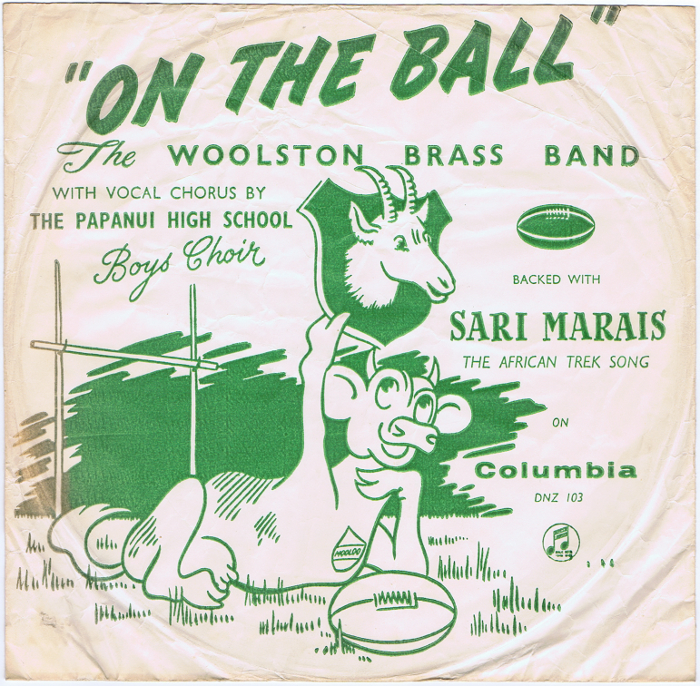 "ON THE BALL"
The WOOLSTON BRASS BAND
WITH VOCAL CHORUS BY
THE PAPANUI HIGH SCHOOL
Boys Choir
BACKED WITH
SARI MARAIS
THE AFRICAN TREK SONG
ON
Columbia
DNZ 103
MOOLOO